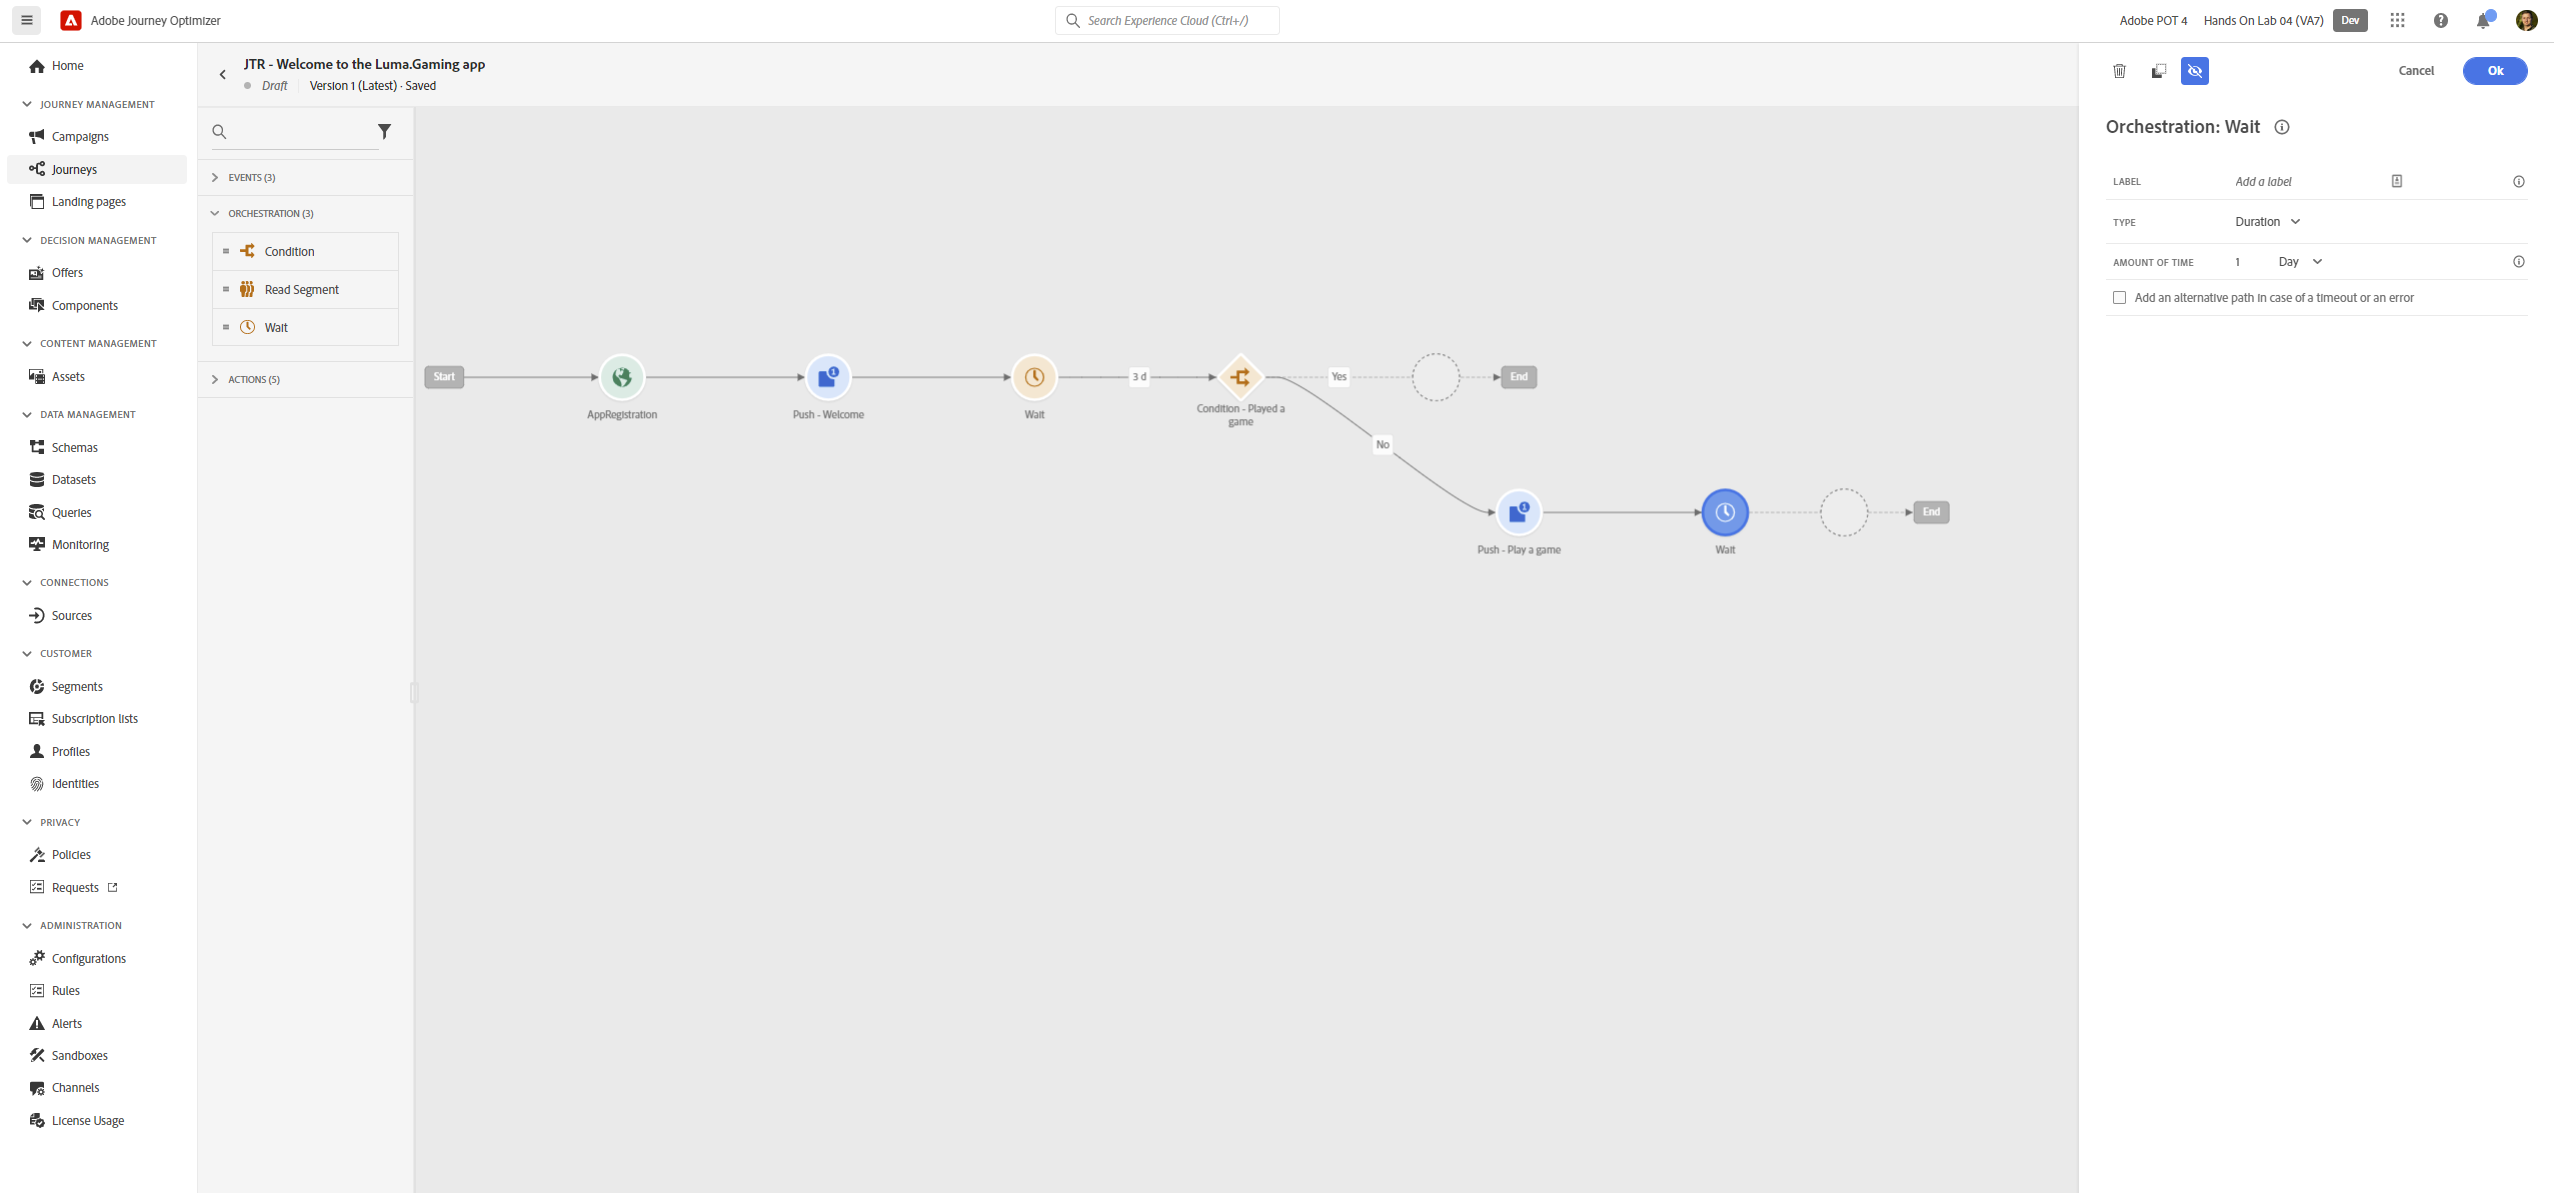 Adobe Journey Optimizer
Search Experience Cloud (Ctrl+/)
Adobe POT 4
Hands On Lab 04 (VA7)
Dev
Home
JOURNEY MANAGEMENT
Campaigns
Journeys
Landing pages
DECISION MANAGEMENT
Offers
Components
CONTENT MANAGEMENT
Assets
DATA MANAGEMENT
Schemas
Datasets
Queries
Monitoring
CONNECTIONS
Sources
CUSTOMER
Segments
Subscription lists
Profiles
Identities
PRIVACY
Policies
Requests
ADMINISTRATION
Configurations
Rules
Alerts
Sandboxes
Channels
License Usage
JTR - Welcome to the Luma.Gaming app
Draft
Version 1 (Latest) · Saved
EVENTS (3)
ORCHESTRATION (3)
Condition
Read Segment
Wait
ACTIONS (5)
Start
AppRegistration
1
Push - Welcome
Wait
3 d
Condition - Played a
game
Yes
End
No
1
Push - Play a game
Wait
End
Cancel
Ok
Orchestration: Wait
LABEL
Add a label
TYPE
Duration
AMOUNT OF TIME
1
Day
Add an alternative path in case of a timeout or an error